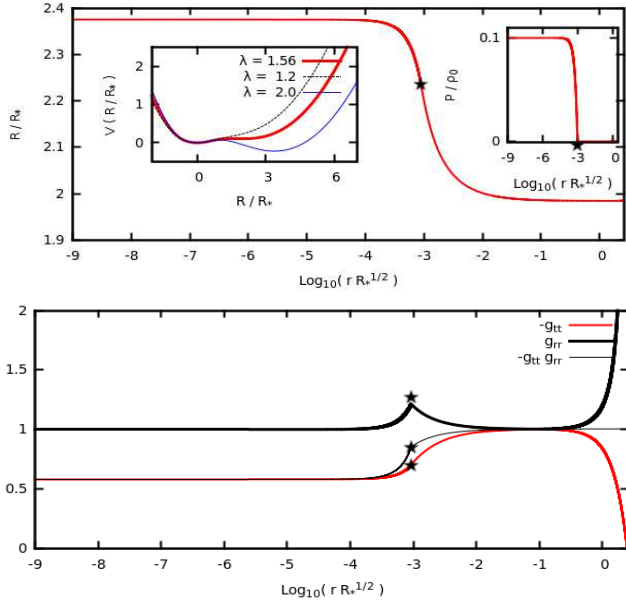 2.4
2.3
2.2
2.1
2
1.9
R / R*
-9 -8 -7 -6 -5 -4 -3 -2 -1 0
Log10( r R*^1/2 )
V ( R / R* )
2
1
0
0 3 6
R / R*
λ = 1.56
λ = 1.2
λ = 2.0
P / ρ0
0.1
0
-9 -6 -3 0
Log10( r R*^1/2 )
2
1.5
1
0.5
0
-gtt
grr
-gtt grr
-9 -8 -7 -6 -5 -4 -3 -2 -1 0
Log10( r R*^1/2 )